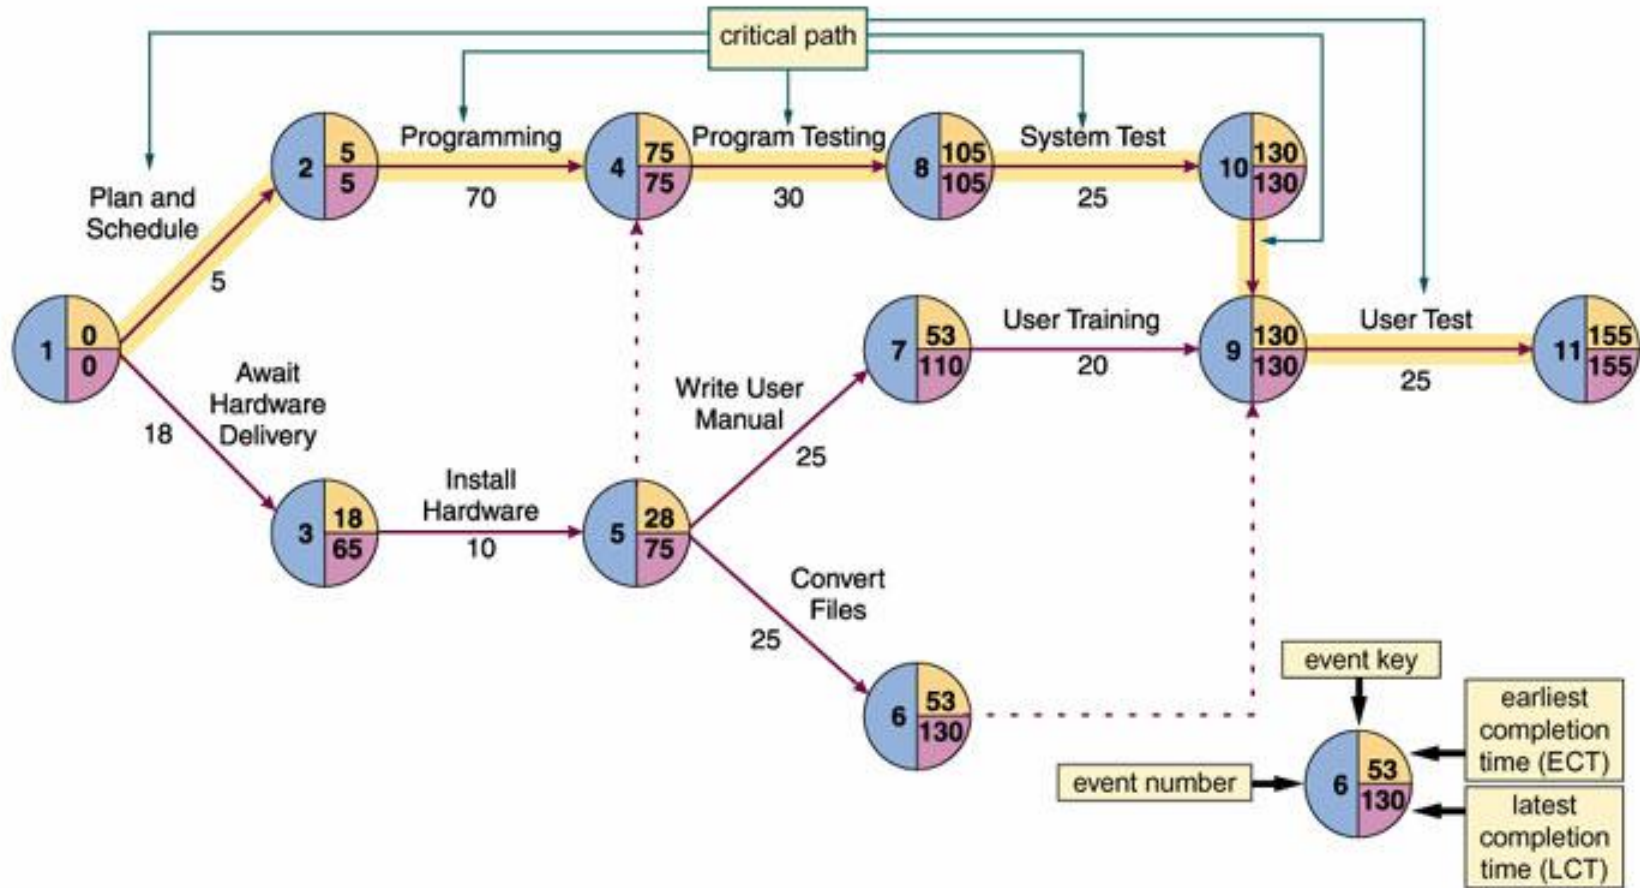 critical path
Programming
Program Testing
System Test
2
5
5
4
75
75
8
105
105
10
130
130
70
30
25
Plan and
Schedule
5
1
0
0
7
53
110
User Training
20
9
130
130
User Test
25
11
155
155
Await
Hardware
Delivery
18
Write User
Manual
25
Install
Hardware
10
3
18
65
5
28
75
Convert
Files
25
6
53
130
event key
event number
6
53
130
earliest
completion
time (ECT)
latest
completion
time (LCT)